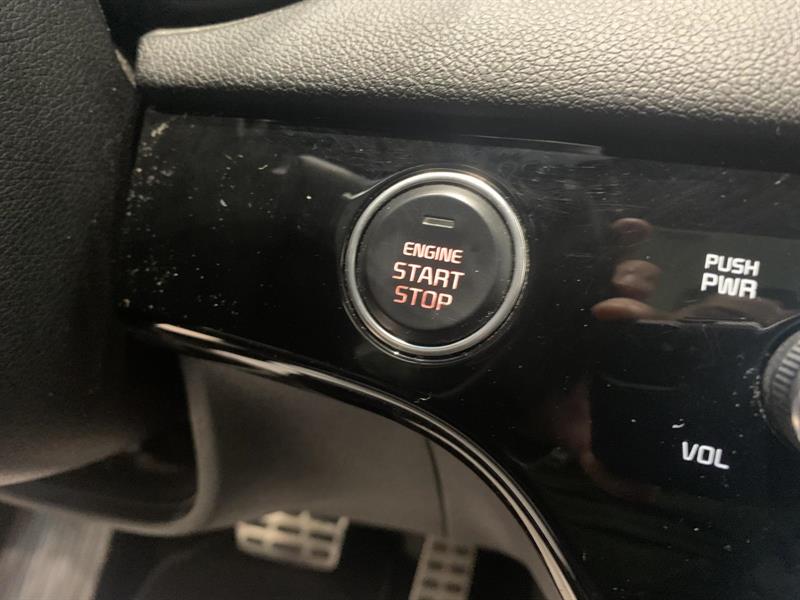 ENGINE
START
STOP
PUSH
PWR
VOL